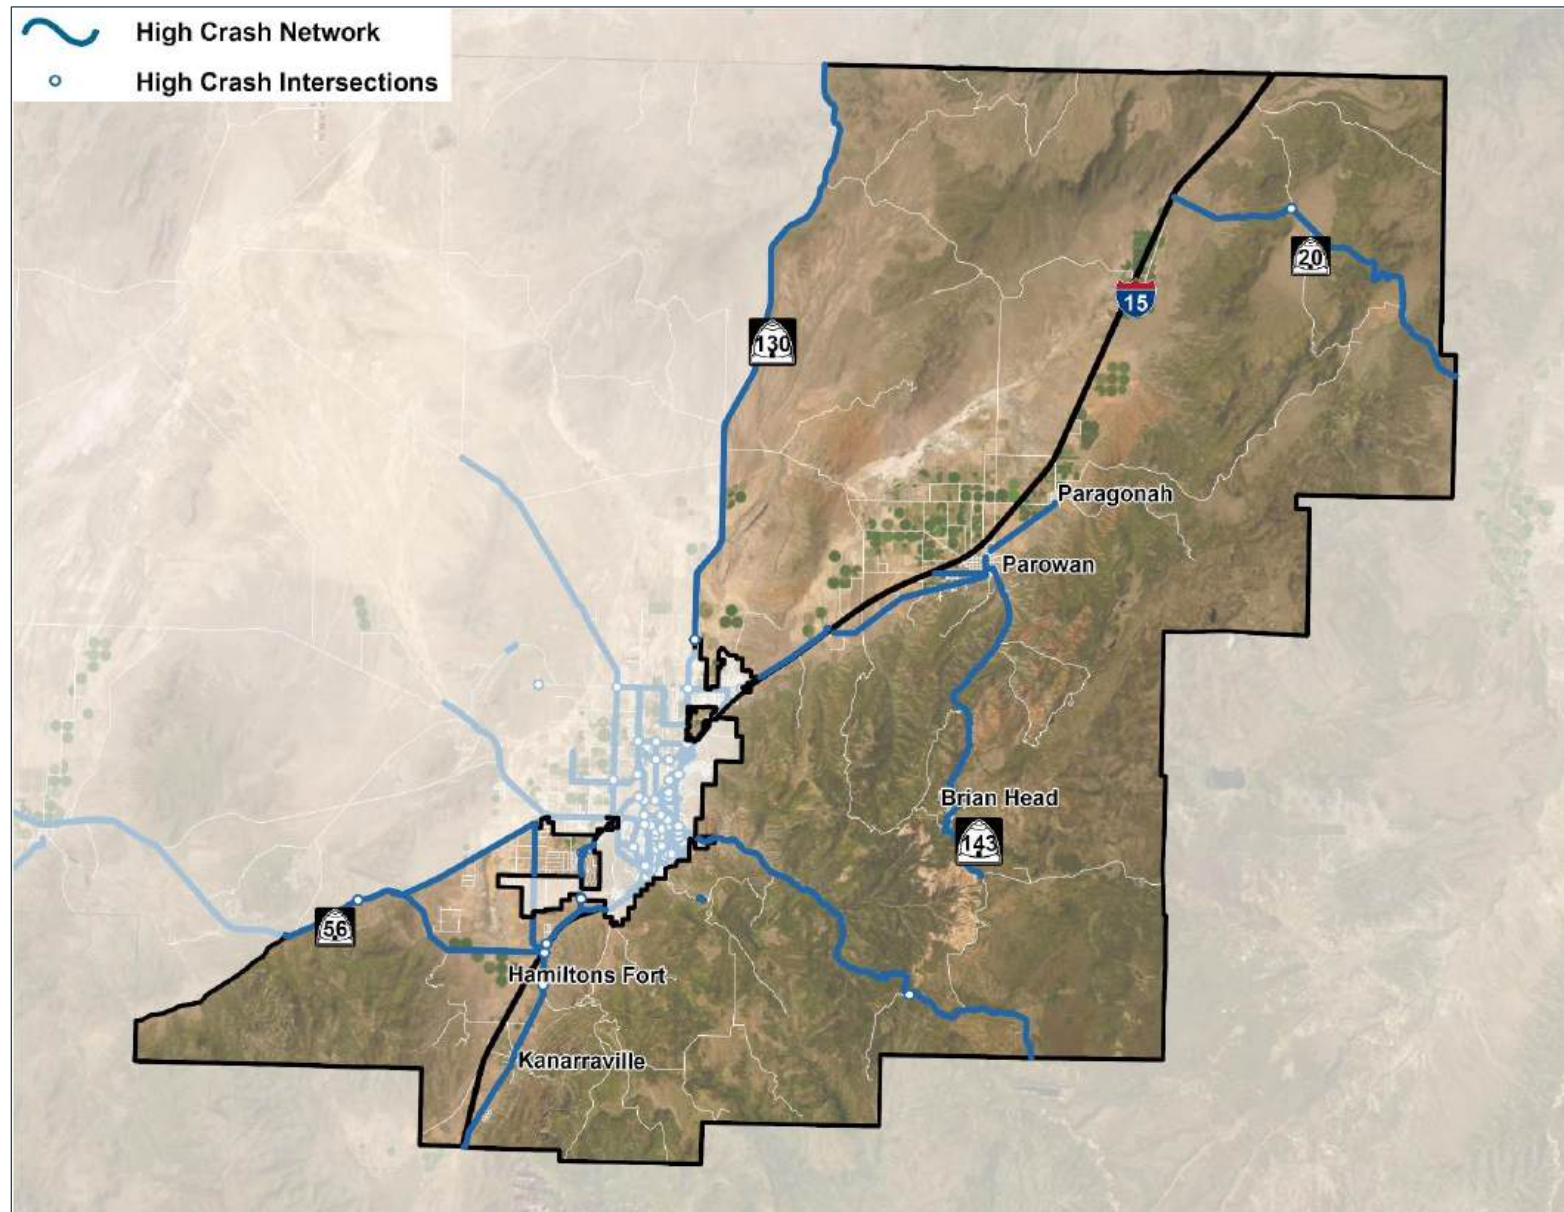 High Crash Network
High Crash Intersections
20
15
130
Paragonah
Parowan
Brian Head
143
56
Hamiltons Fort
Kanarraville